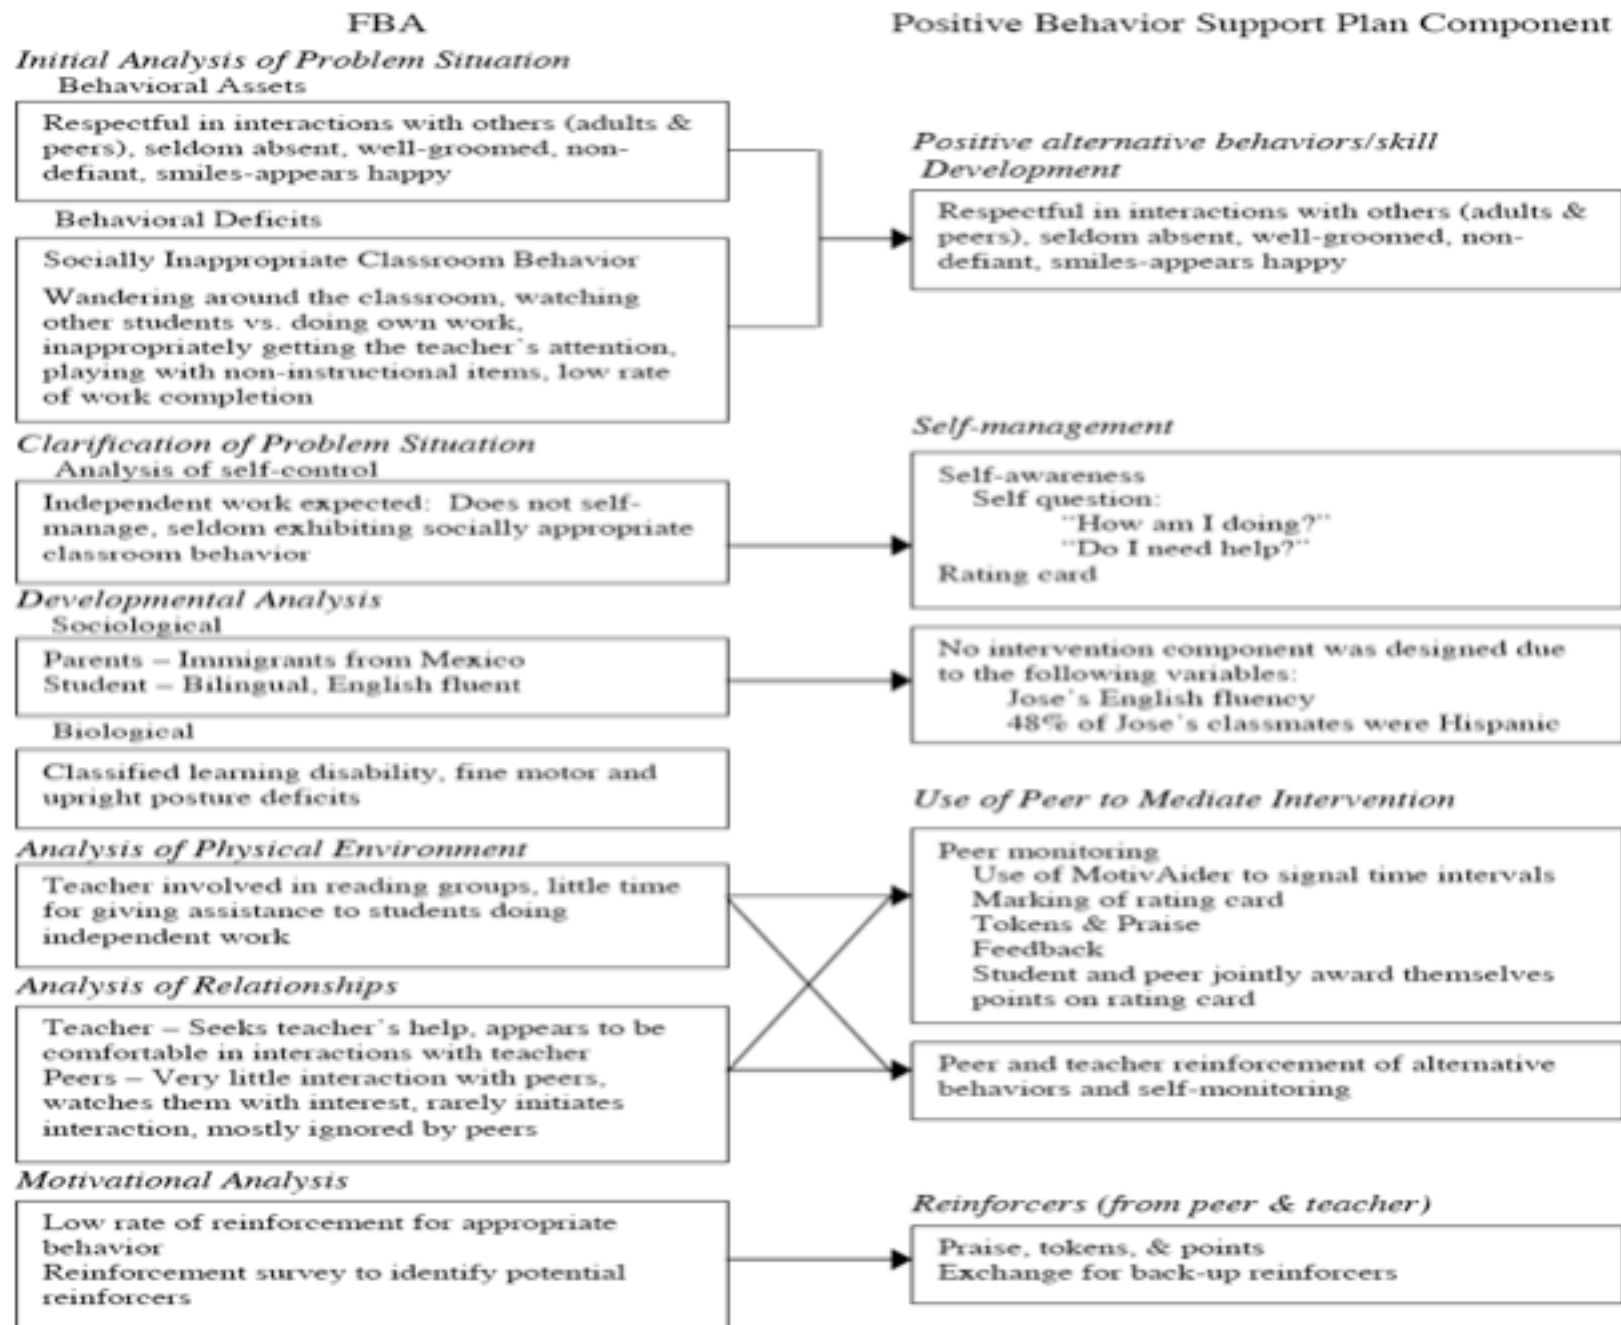 FBA
Initial Analysis of Problem Situation
Behavioral Assets
Respectful in interactions with others (adults &
peers), seldom absent, well-groomed, non-
defiant, smiles-appears happy
Behavioral Deficits
Socially Inappropriate Classroom Behavior
Wandering around the classroom, watching
other students vs. doing own work,
inappropriately getting the teacher's attention,
playing with non-instructional items, low rate
of work completion
Clarification of Problem Situation
Analysis of self-control
Independent work expected:  Does not self-
manage, seldom exhibiting socially appropriate
classroom behavior
Developmental Analysis
Sociological
Parents – Immigrants from Mexico
Student – Bilingual, English fluent
Biological
Classified learning disability, fine motor and
upright posture deficits
Analysis of Physical Environment
Teacher involved in reading groups, little time
for giving assistance to students doing
independent work
Analysis of Relationships
Teacher – Seeks teacher's help, appears to be
comfortable in interactions with teacher
Peers – Very little interaction with peers,
watches them with interest, rarely initiates
interaction, mostly ignored by peers
Motivational Analysis
Low rate of reinforcement for appropriate
behavior
Reinforcement survey to identify potential
reinforcers
Positive Behavior Support Plan Component
Positive alternative behaviors/skill
Development
Respectful in interactions with others (adults &
peers), seldom absent, well-groomed, non-
defiant, smiles-appears happy
Self-management
Self-awareness
Self question:
"How am I doing?"
"Do I need help?"
Rating card
No intervention component was designed due
to the following variables:
Jose's English fluency
48% of Jose's classmates were Hispanic
Use of Peer to Mediate Intervention
Peer monitoring
Use of MotivAider to signal time intervals
Marking of rating card
Tokens & Praise
Feedback
Student and peer jointly award themselves
points on rating card
Peer and teacher reinforcement of alternative
behaviors and self-monitoring
Reinforcers (from peer & teacher)
Praise, tokens, & points
Exchange for back-up reinforcers